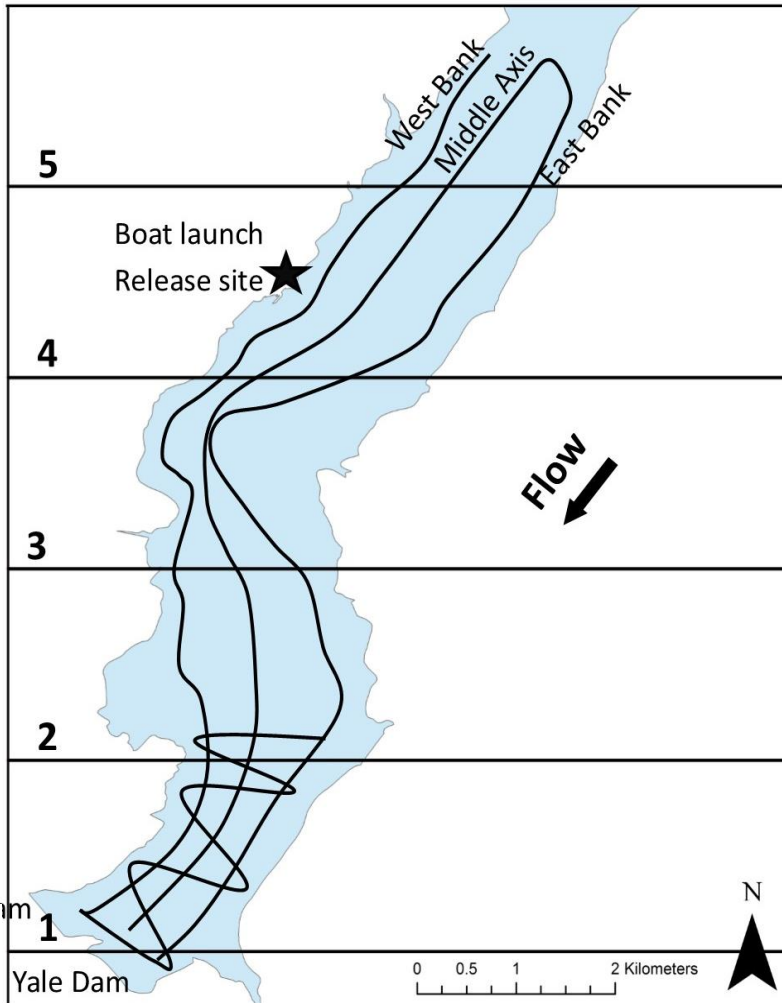 West Bank
Middle Axis
East Bank
5
Boat launch
Release site
4
Flow
3
2
am
1
N
Yale Dam
0 0.5 1 2 Kilometers